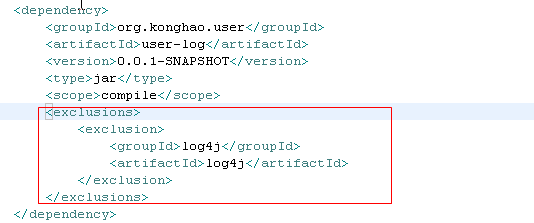 <dependency>
<groupId>org.konghao.user</groupId>
<artifactId>user-log</artifactId>
<version>0.0.1-SNAPSHOT</version>
<type>jar</type>
<scope>compile</scope>
<exclusions>
<exclusion>
<groupId>log4j</groupId>
<artifactId>log4j</artifactId>
</exclusion>
</exclusions>
</dependency>